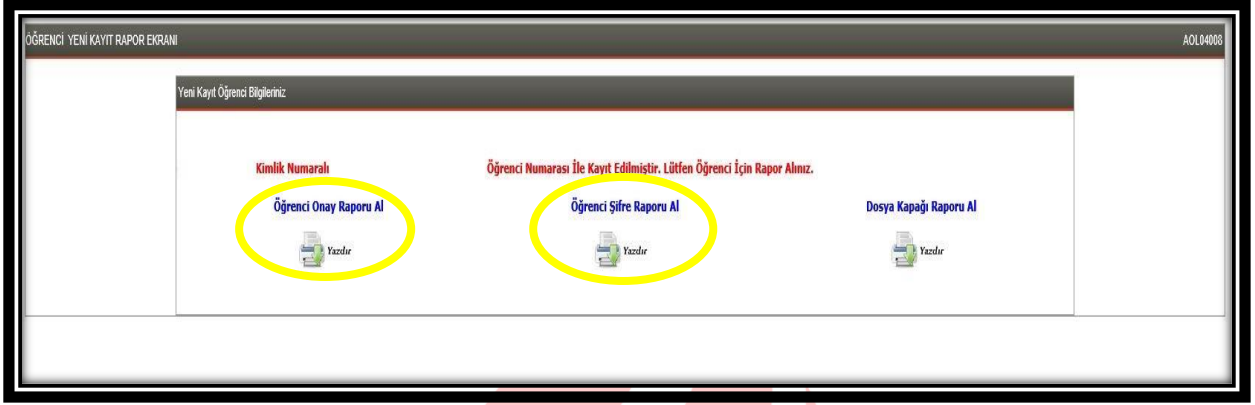 ÖĞRENCİ YENİ KAYIT RAPOR EKRANI AOL04008
Yeni Kayıt Öğrenci Bilgileriniz
Kimlik Numaralı Öğrenci Numarası İle Kayıt Edilmiştir. Lütfen Öğrenci İçin Rapor Alınız.
Öğrenci Onay Raporu Al Öğrenci Şifre Raporu Al Dosya Kapağı Raporu Al
Yazdır Yazdır Yazdır